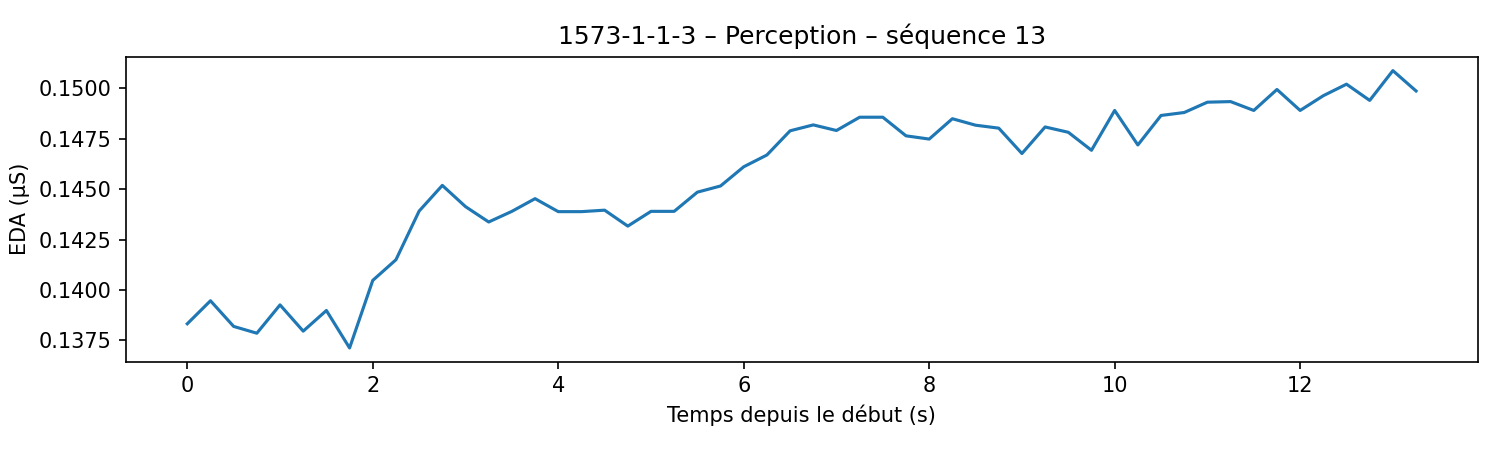 1573-1-1-3 – Perception – séquence 13
EDA (µS)
0.1500
0.1475
0.1450
0.1425
0.1400
0.1375
0 2 4 6 8 10 12
Temps depuis le début (s)